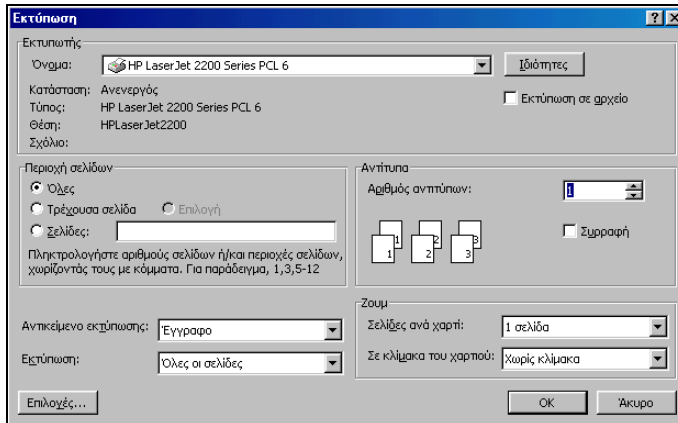 Εκτύπωση
Εκτυπωτής
Όνομα: HP LaserJet 2200 Series PCL 6 Ιδιότητες
Κατάσταση: Ανενεργός
Τύπος: HP LaserJet 2200 Series PCL 6
Θέση: HPLaserJet2200
Σχόλιο:
Εκτύπωση σε αρχείο
Περιοχή σελίδων
Όλες
Τρέχουσα σελίδα Επιλογή
Σελίδες:
Πληκτρολογήστε αριθμούς σελίδων ή/και περιοχές σελίδων,
χωρίζοντάς τους με κόμματα. Για παράδειγμα, 1,3,5-12
Αντίτυπα
Αριθμός αντιτύπων: 1
1 1 2 2 3 3
Συρραφή
Αντικείμενο εκτύπωσης: Έγγραφο
Εκτύπωση: Όλες οι σελίδες
Ζουμ
Σελίδες ανά χαρτί: 1 σελίδα
Σε κλίμακα του χαρτιού: Χωρίς κλίμακα
Επιλογές... OK Άκυρο